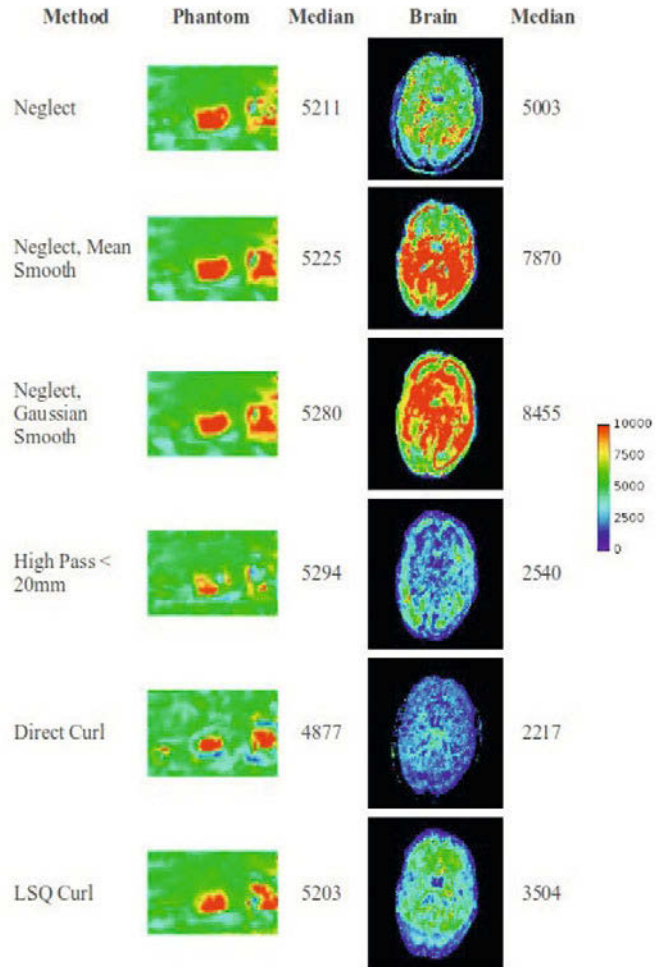 Method Phantom Median Brain Median
Neglect 5211 5003
Neglect, Mean
Smooth 5225 7870
Neglect,
Gaussian
Smooth 5280 8455
10000
7500
5000
2500
0
High Pass <
20mm 5294 2540
Direct Curl 4877 2217
LSQ Curl 5203 3504